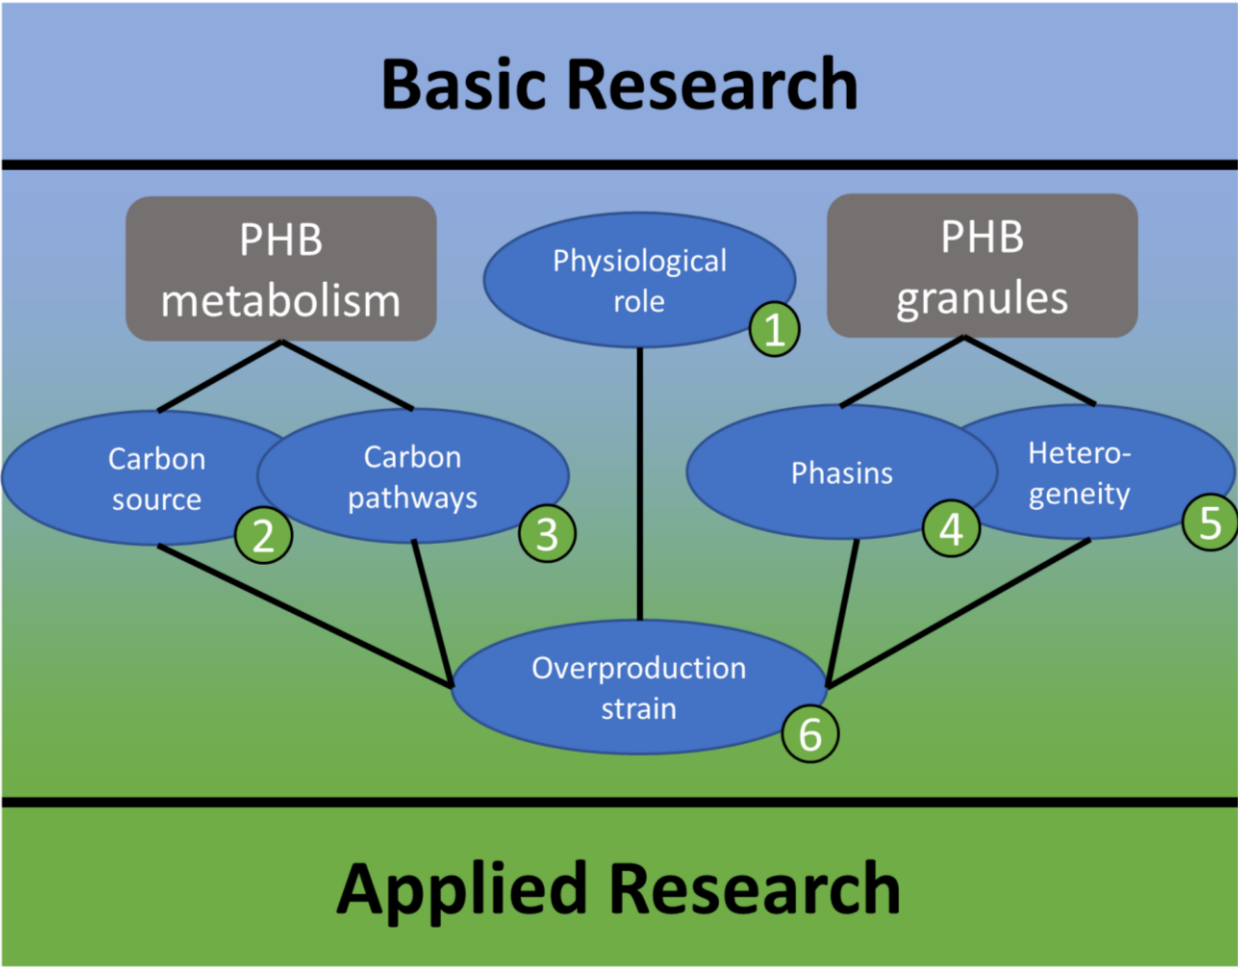 Basic Research
PHB
metabolism
Physiological
role
1
PHB
granules
Carbon
source
2
Carbon
pathways
3
Phasins
4
Hetero-
geneity
5
Overproduction
strain
6
Applied Research